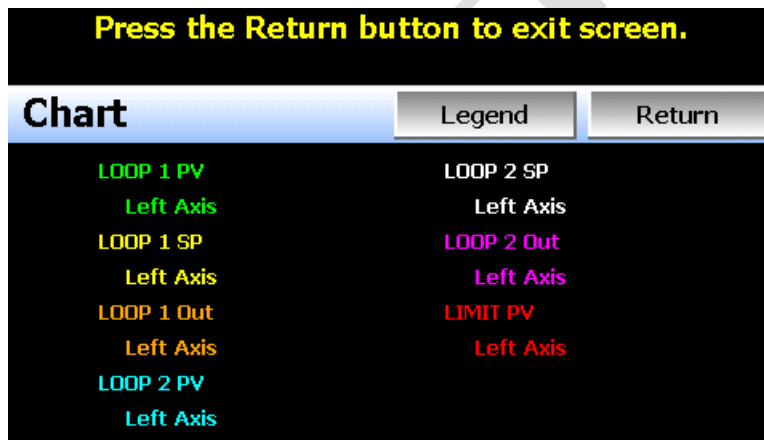 Press the Return button to exit screen.
Chart
Legend
Return
LOOP 1 PV
Left Axis
LOOP 1 SP
Left Axis
LOOP 1 Out
Left Axis
LOOP 2 PV
Left Axis
LOOP 2 SP
Left Axis
LOOP 2 Out
Left Axis
LIMIT PV
Left Axis